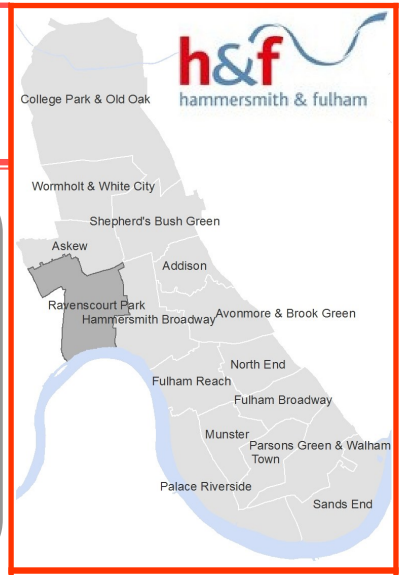 h&f
hammersmith & fulham
College Park & Old Oak
Wormholt & White City
Shepherd's Bush Green
Askew
Addison
Ravenscourt Park
Hammersmith Broadway
Avonmore & Brook Green
North End
Fulham Reach
Fulham Broadway
Munster
Parsons Green & Walham
Town
Palace Riverside
Sands End